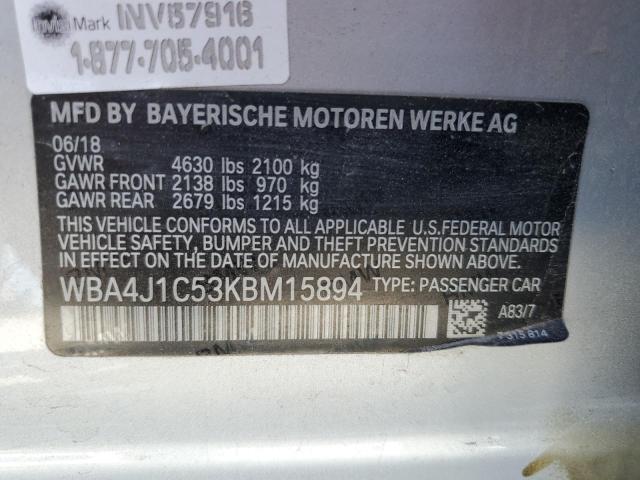 Mark INV57916
1-877-705-4001
MFD BY BAYERISCHE MOTOREN WERKE AG
06/18
GVWR 4630 lbs 2100 kg
GAWR FRONT 2138 lbs 970 kg
GAWR REAR 2679 lbs 1215 kg
THIS VEHICLE CONFORMS TO ALL APPLICABLE U.S.FEDERAL MOTOR
VEHICLE SAFETY, BUMPER AND THEFT PREVENTION STANDARDS
IN EFFECT ON THE DATE OF MANUFACTURE SHOWN ABOVE.
WBA4J1C53KBM15894 TYPE: PASSENGER CAR
A83/7